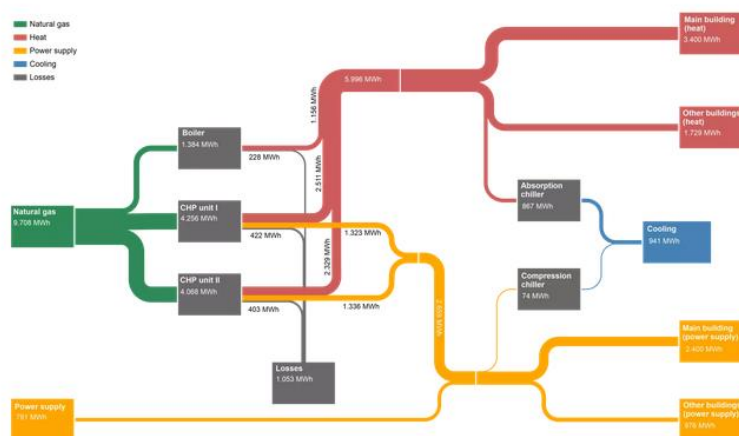 Natural gas
Heat
Power supply
Cooling
Losses
Main building
(heat)
3.400 MWh
Other buildings
(heat)
1.729 MWh
5.996 MWh
1.156 MWh
2.511 MWh
2.329 MWh
Boiler
1.384 MWh
228 MWh
CHP unit I
4.256 MWh
422 MWh
1.323 MWh
Natural gas
9.708 MWh
CHP unit II
4.068 MWh
403 MWh
1.336 MWh
Absorption
chiller
867 MWh
Cooling
941 MWh
Compression
chiller
74 MWh
Losses
1.053 MWh
Main building
(power supply)
2.400 MWh
Power supply
Other buildings
(power supply)